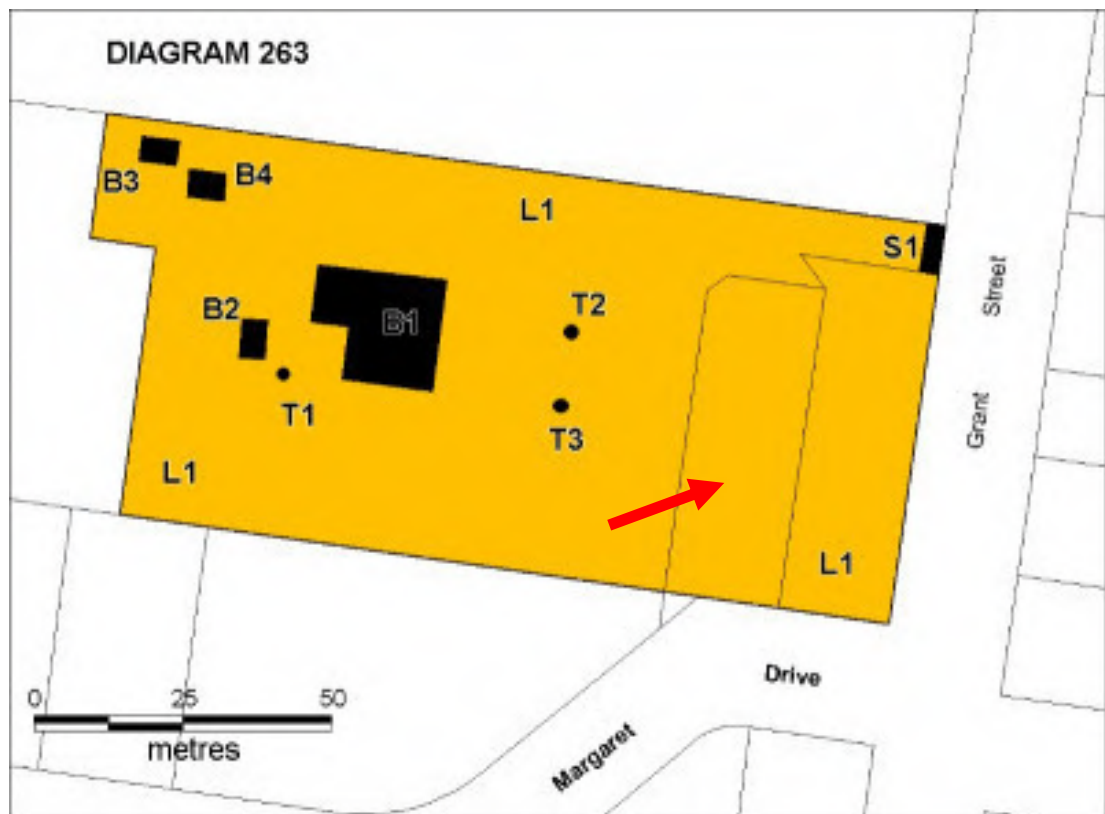 DIAGRAM 263
B3
B4
L1
S1
Street
B2
B1
T2
T1
T3
Grant
L1
L1
Drive
0 25 50
metres
Margaret